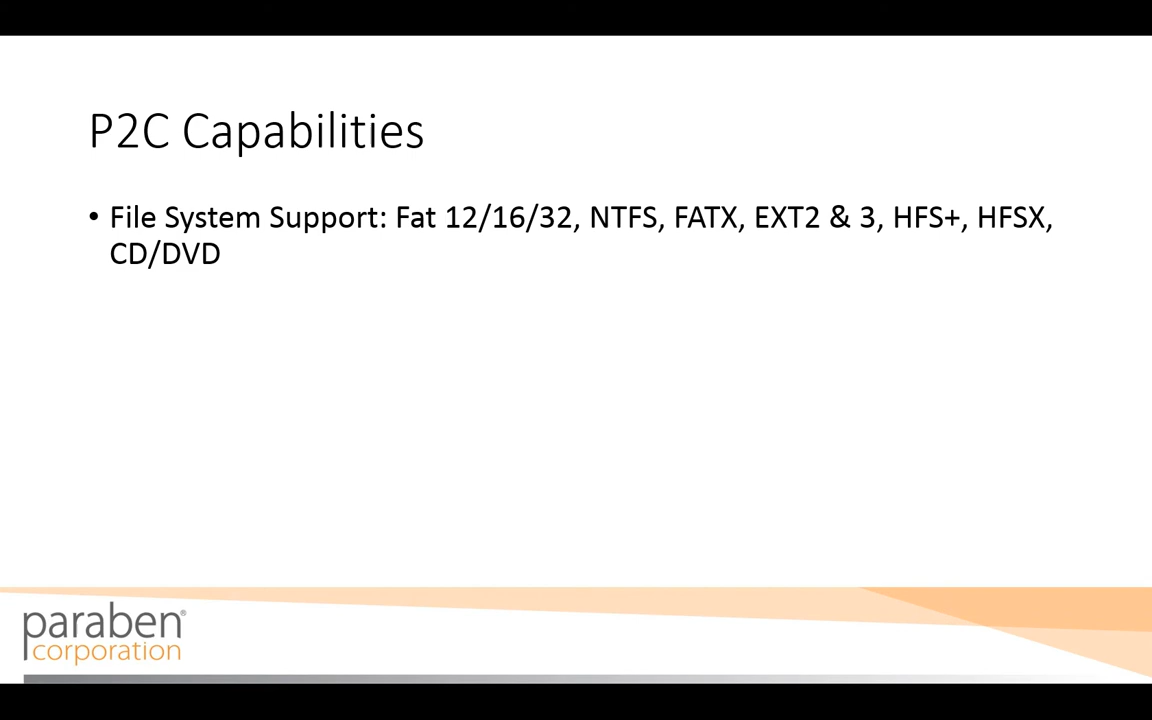 P2C Capabilities
• File System Support: Fat 12/16/32, NTFS, FATX, EXT2 & 3, HFS+, HFSX,
CD/DVD
paraben®
corporation